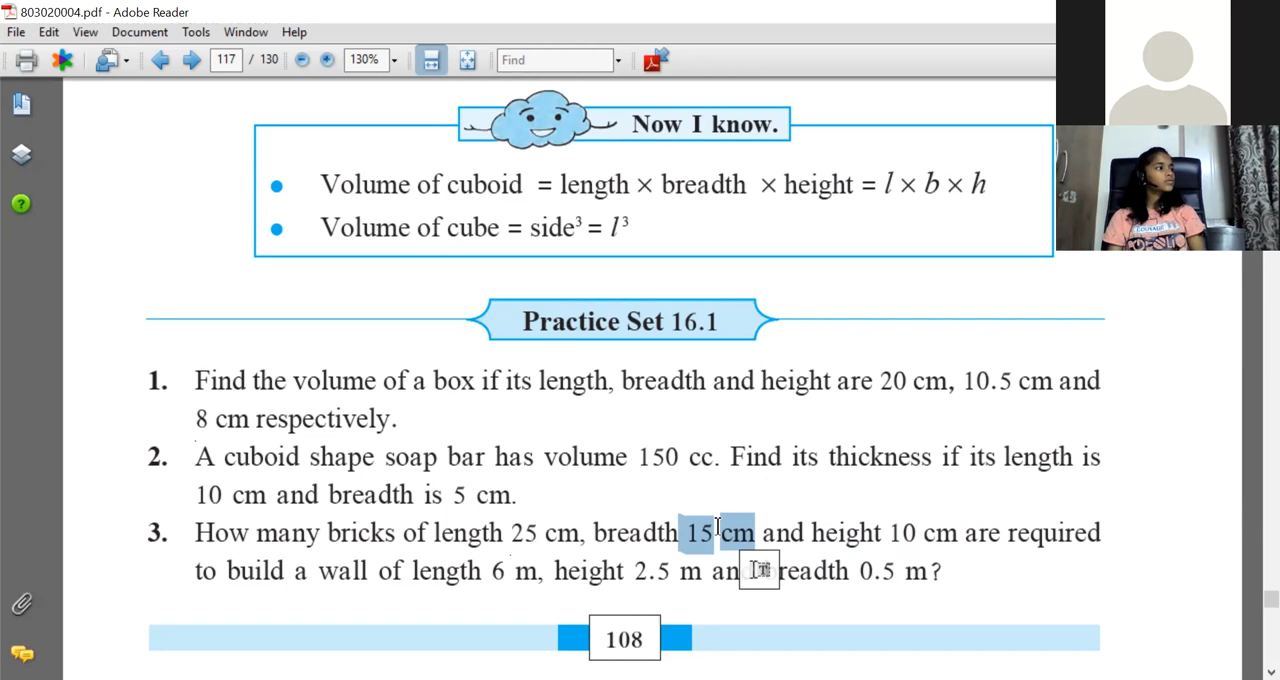 803020004.pdf - Adobe Reader
File Edit View Document Tools Window Help
117 / 130 130% Find
Now I know.
• Volume of cuboid = length × breadth × height = l × b × h
• Volume of cube = side³ = l³
Practice Set 16.1
1. Find the volume of a box if its length, breadth and height are 20 cm, 10.5 cm and
8 cm respectively.
2. A cuboid shape soap bar has volume 150 cc. Find its thickness if its length is
10 cm and breadth is 5 cm.
3. How many bricks of length 25 cm, breadth 15 cm and height 10 cm are required
to build a wall of length 6 m, height 2.5 m and breadth 0.5 m?
108